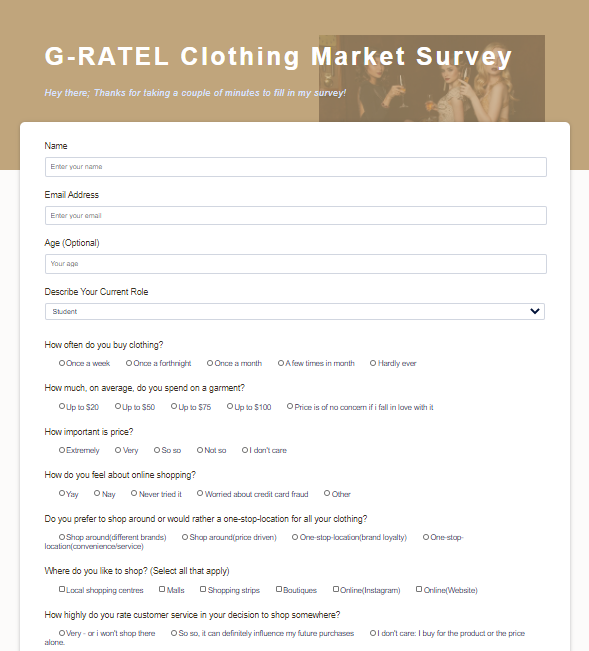 G-RATEL Clothing Market Survey
Hey there; Thanks for taking a couple of minutes to fill in my survey!
Name
Enter your name
Email Address
Enter your email
Age (Optional)
Your age
Describe Your Current Role
Student
How often do you buy clothing?
Once a week Once a forthnight Once a month A few times in month Hardly ever
How much, on average, do you spend on a garment?
Up to $20 Up to $50 Up to $75 Up to $100 Price is of no concern if i fall in love with it
How important is price?
Extremely Very So so Not so I don't care
How do you feel about online shopping?
Yay Nay Never tried it Worried about credit card fraud Other
Do you prefer to shop around or would rather a one-stop-location for all your clothing?
Shop around(different brands) Shop around(price driven) One-stop-location(brand loyalty) One-stop-
location(convenience/service)
Where do you like to shop? (Select all that apply)
Local shopping centres Malls Shopping strips Boutiques Online(Instagram) Online(Website)
How highly do you rate customer service in your decision to shop somewhere?
Very - or i won't shop there So so, it can definitely influence my future purchases I don't care: I buy for the product or the price
alone.